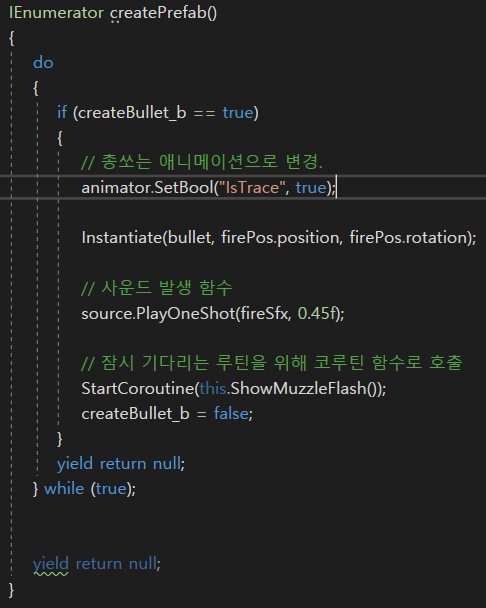 IEnumerator createPrefab()
{
do
{
if (createBullet_b == true)
{
// 총쏘는 애니메이션으로 변경.
animator.SetBool("IsTrace", true);
Instantiate(bullet, firePos.position, firePos.rotation);
// 사운드 발생 함수
source.PlayOneShot(fireSfx, 0.45f);
// 잠시 기다리는 루틴을 위해 코루틴 함수로 호출
StartCoroutine(this.ShowMuzzleFlash());
createBullet_b = false;
}
yield return null;
} while (true);
yield return null;
}